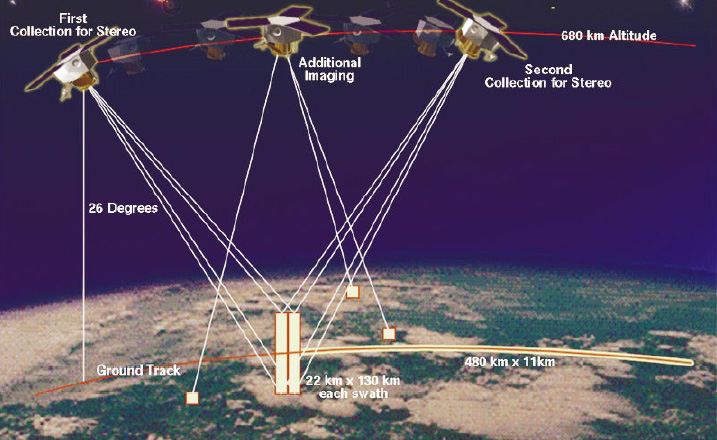 First
Collection for Stereo
680 km Altitude
Additional
Imaging
Second
Collection for Stereo
26 Degrees
Ground Track
480 km x 11km
22 km x 130 km
each swath